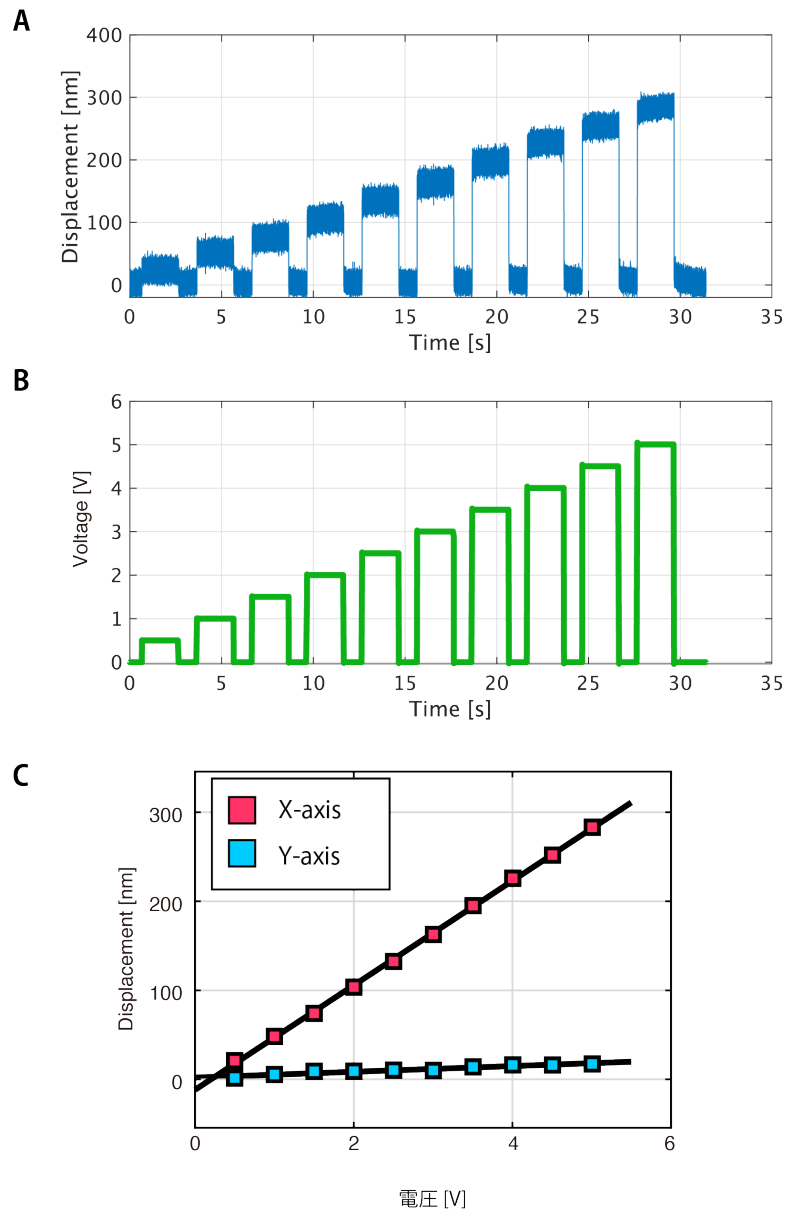 A
Displacement [nm]
400
300
200
100
0
0 5 10 15 20 25 30 35
Time [s]
B
Voltage [V]
6
5
4
3
2
1
0
0 5 10 15 20 25 30 35
Time [s]
C
X-axis
Y-axis
Displacement [nm]
300
200
100
0
0 2 4 6
電圧 [V]